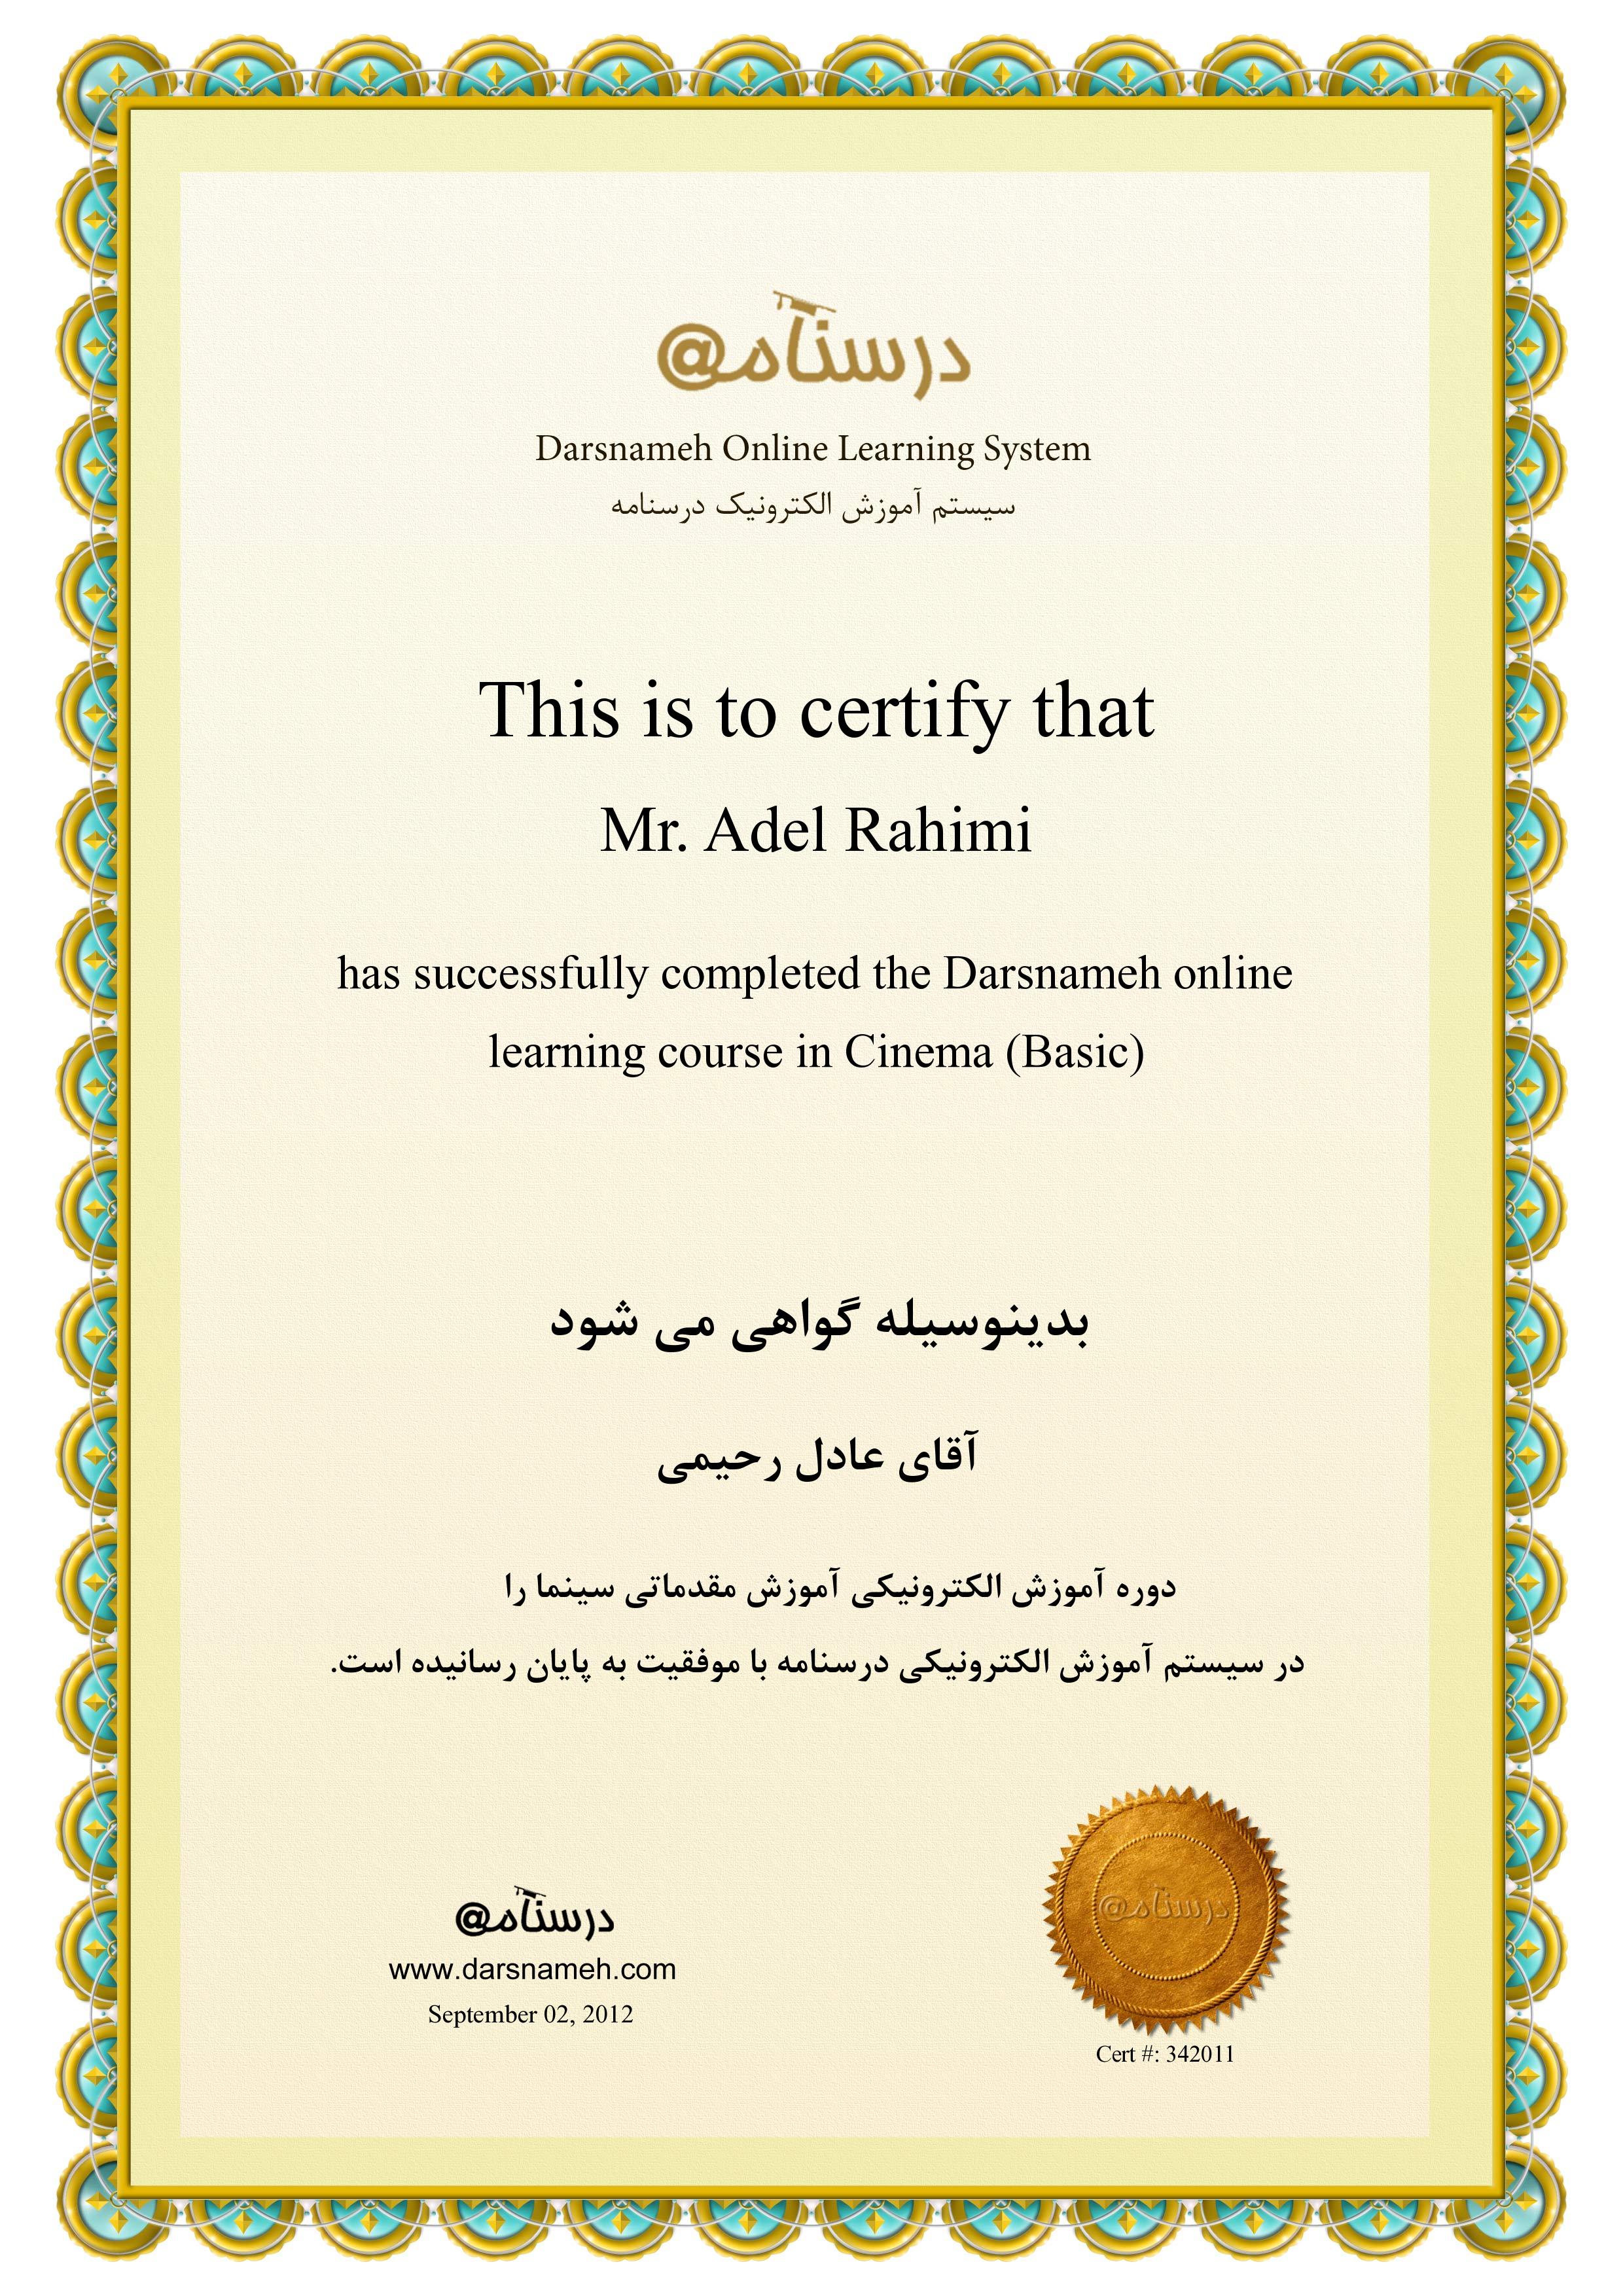 درسنام@
Darsnameh Online Learning System
سیستم آموزش الکترونیک درسنامه
This is to certify that
Mr. Adel Rahimi
has successfully completed the Darsnameh online
learning course in Cinema (Basic)
بدینوسیله گواهی می شود
آقای عادل رحیمی
دوره آموزش الکترونیکی آموزش مقدماتی سینما را
در سیستم آموزش الکترونیکی درسنامه با موفقیت به پایان رسانیده است.
درسنام@
www.darsnameh.com
September 02, 2012
درسنام@
Cert #: 342011